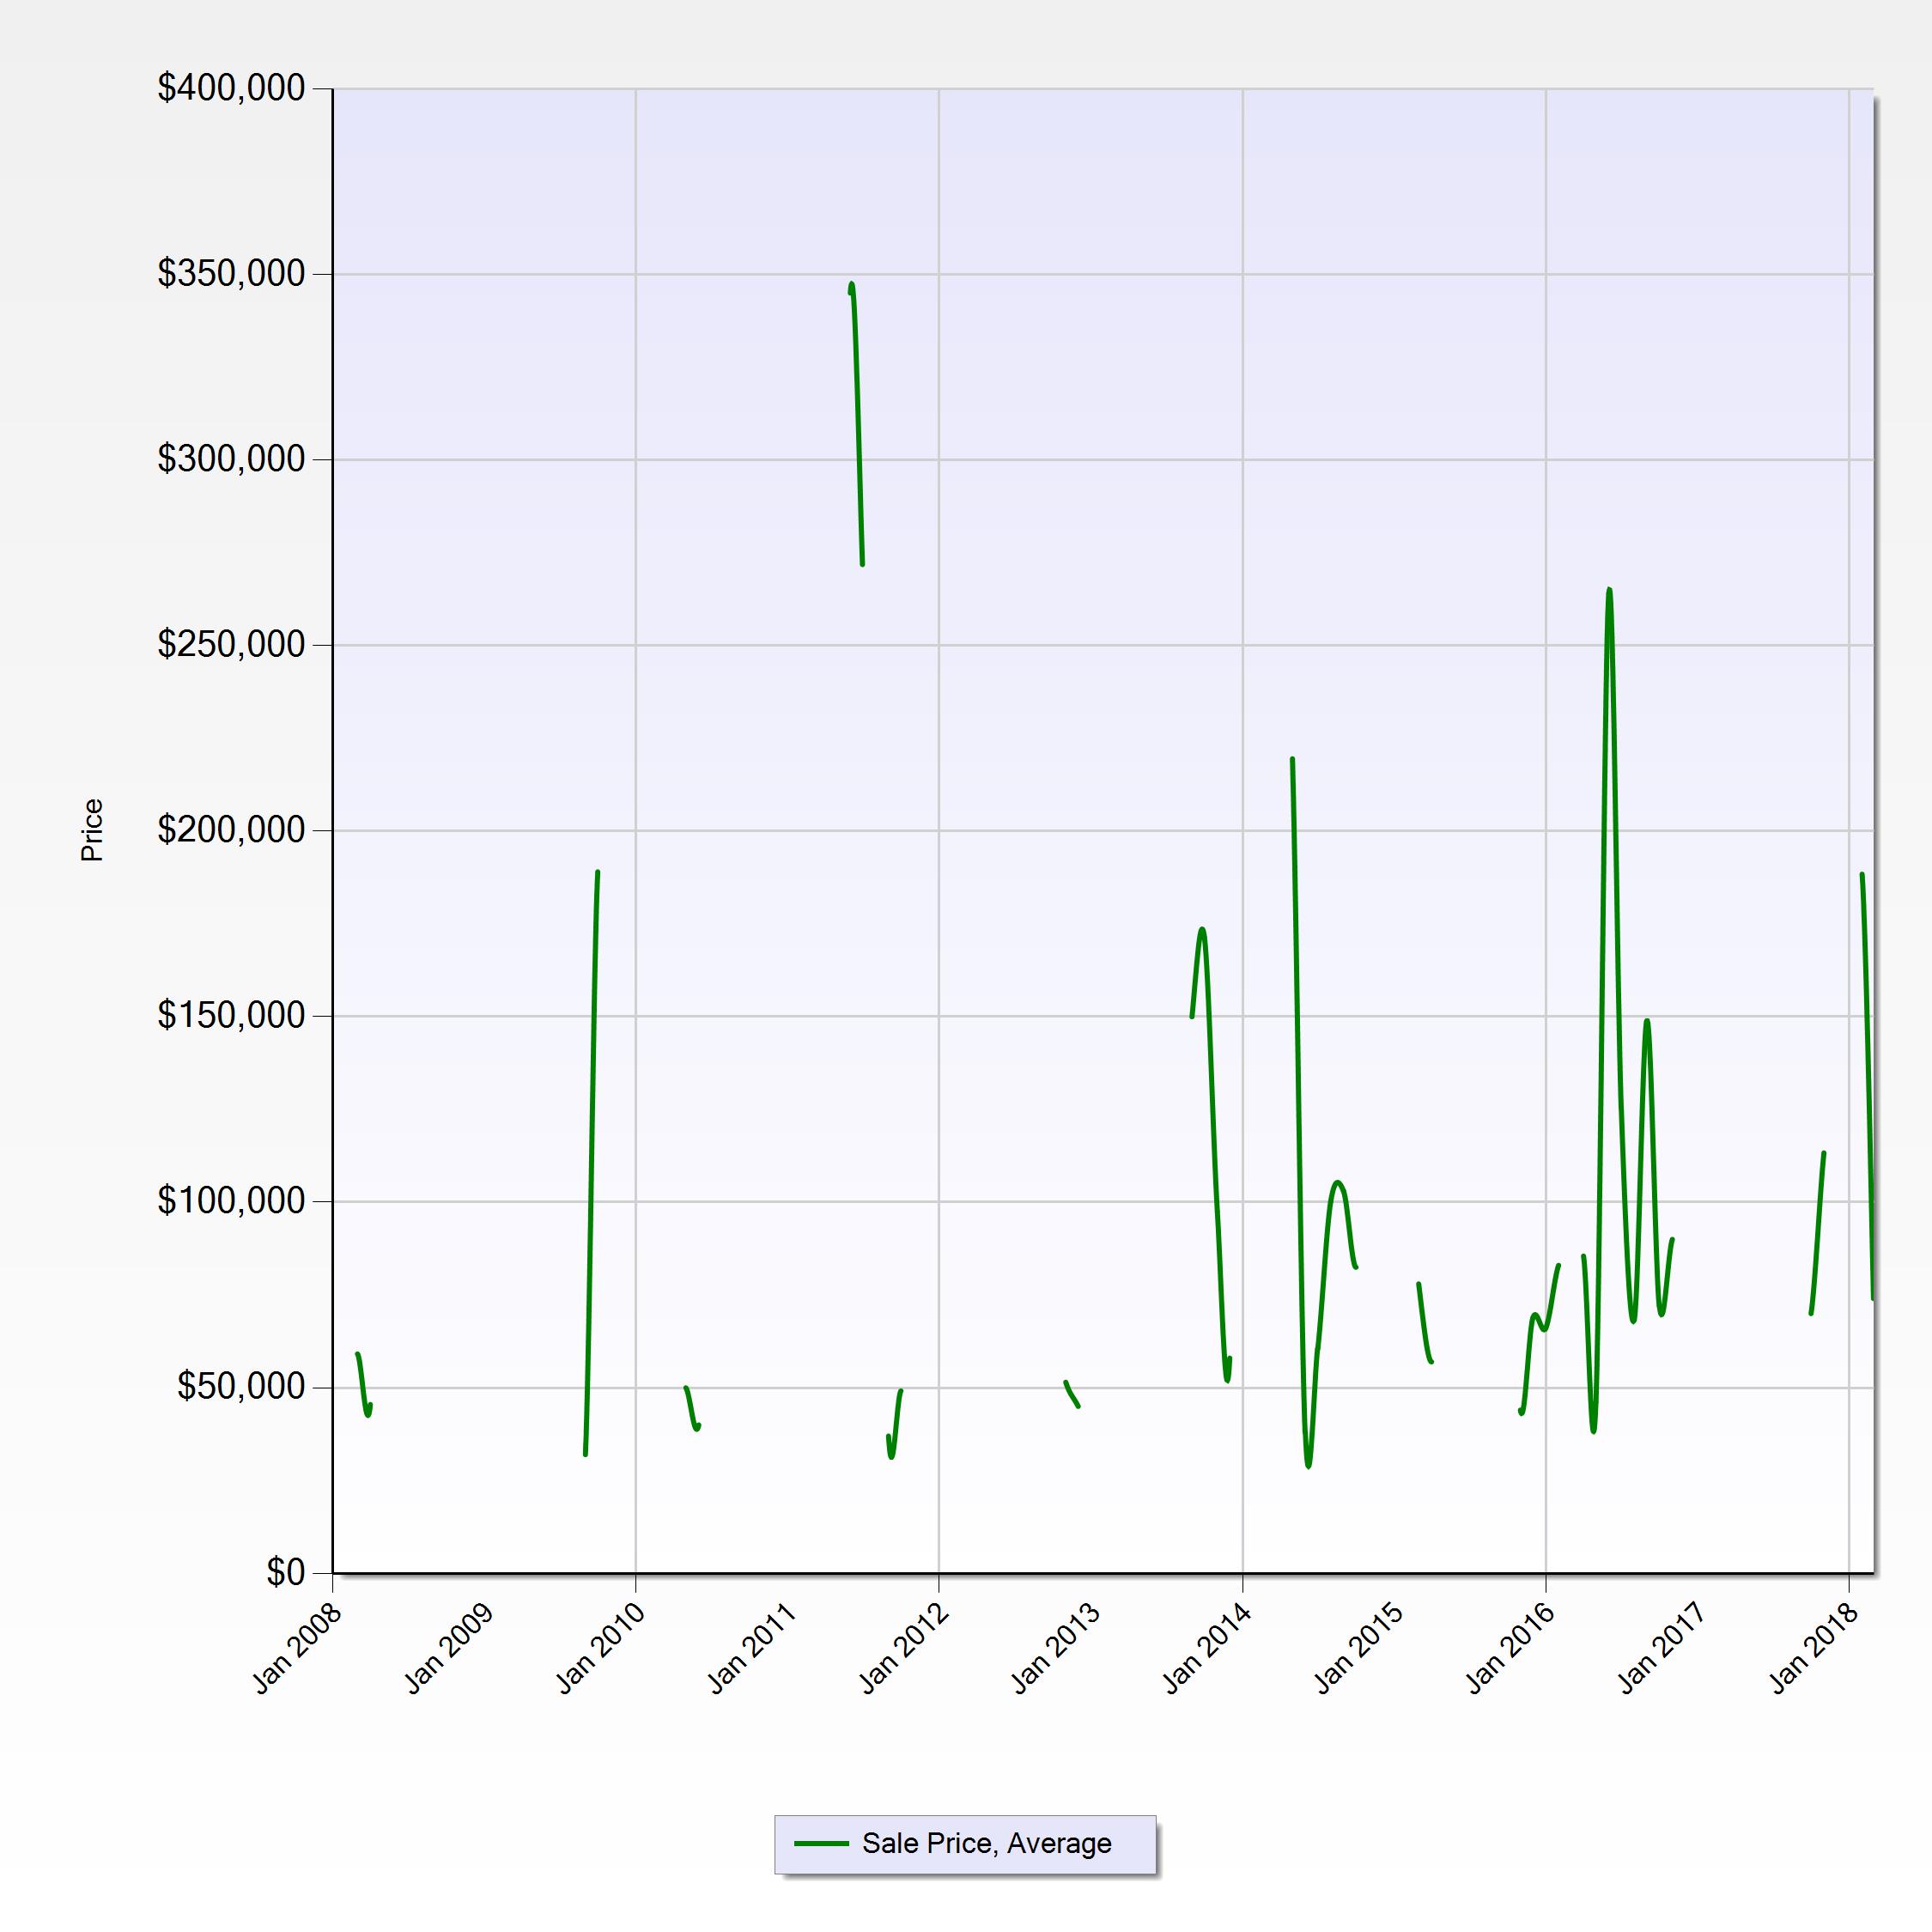 $400,000
$350,000
$300,000
$250,000
$200,000
$150,000
$100,000
$50,000
$0
Price
Jan 2008
Jan 2009
Jan 2010
Jan 2011
Jan 2012
Jan 2013
Jan 2014
Jan 2015
Jan 2016
Jan 2017
Jan 2018
Sale Price, Average